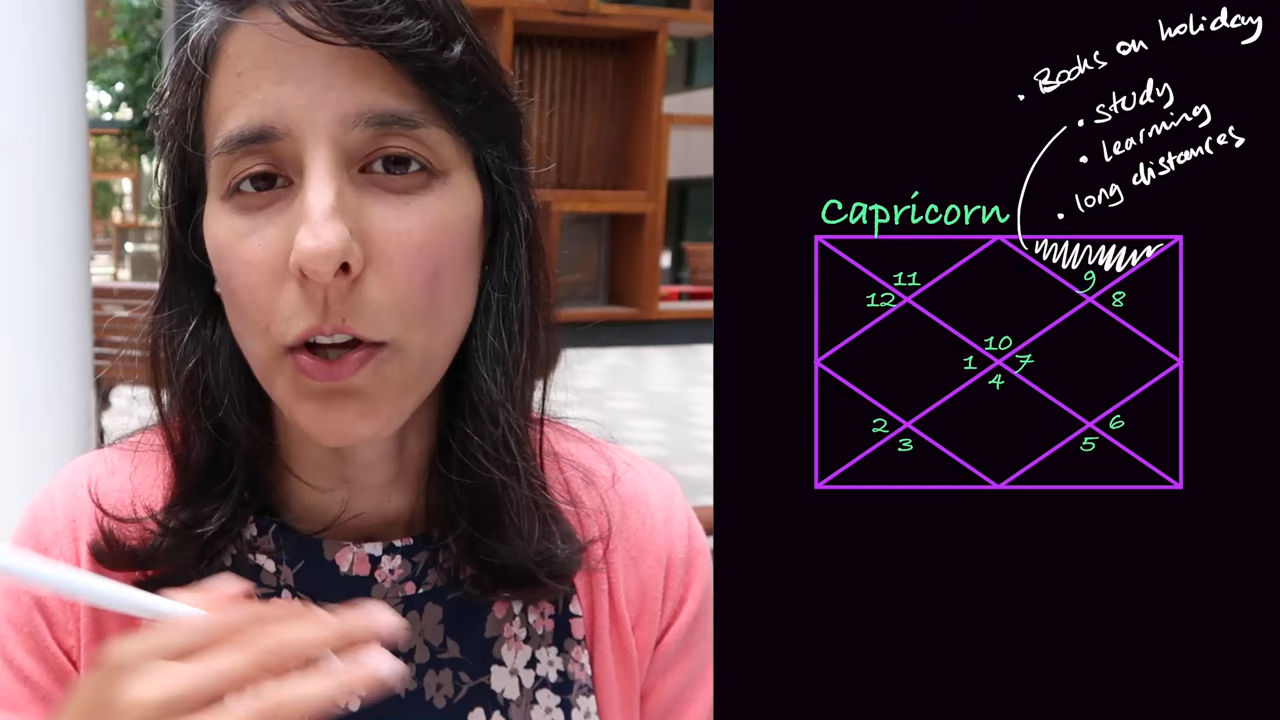 • Books on holiday
• study
• learning
• long distances
Capricorn
11
12
9
8
10
1 7
4
2
3
6
5